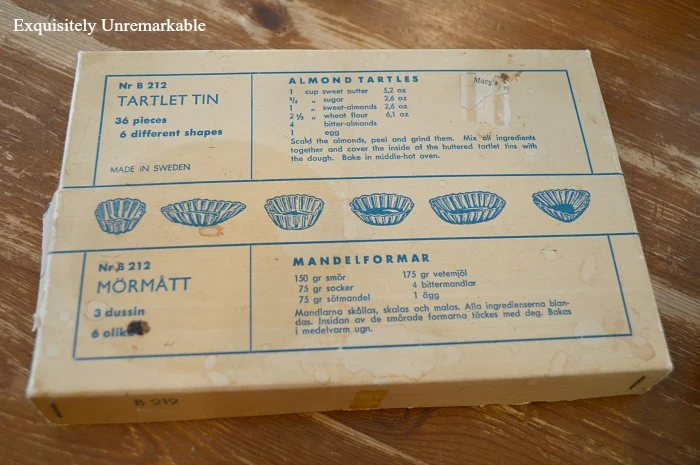 Exquisitely Unremarkable
Nr B 212
TARTLET TIN
36 pieces
6 different shapes
MADE IN SWEDEN
ALMOND TARTLES
1 cup sweet butter 5,2 oz
³/₈ „ sugar 2,6 oz
1 „ sweet-almonds 2,6 oz
2 ½ „ wheat flour 6,1 oz
4 bitter-almonds
1 egg
Scald the almonds, peel and grind them. Mix all ingredients
together and cover the inside of the buttered tartlet tins with
the dough. Bake in middle-hot oven.
Macy's
Nr B 212
MÖRMÅTT
3 dussin
6 olik
MANDELFORMAR
150 gr smör 175 gr vetemjöl
75 gr socker 4 bittermandlar
75 gr sötmandel 1 ägg
Mandlarna skållas, skalas och malas. Alla ingredienserna blan-
das. Insidan av de smörade formarna täckes med deg. Bakas
i medelvarm ugn.
B 212